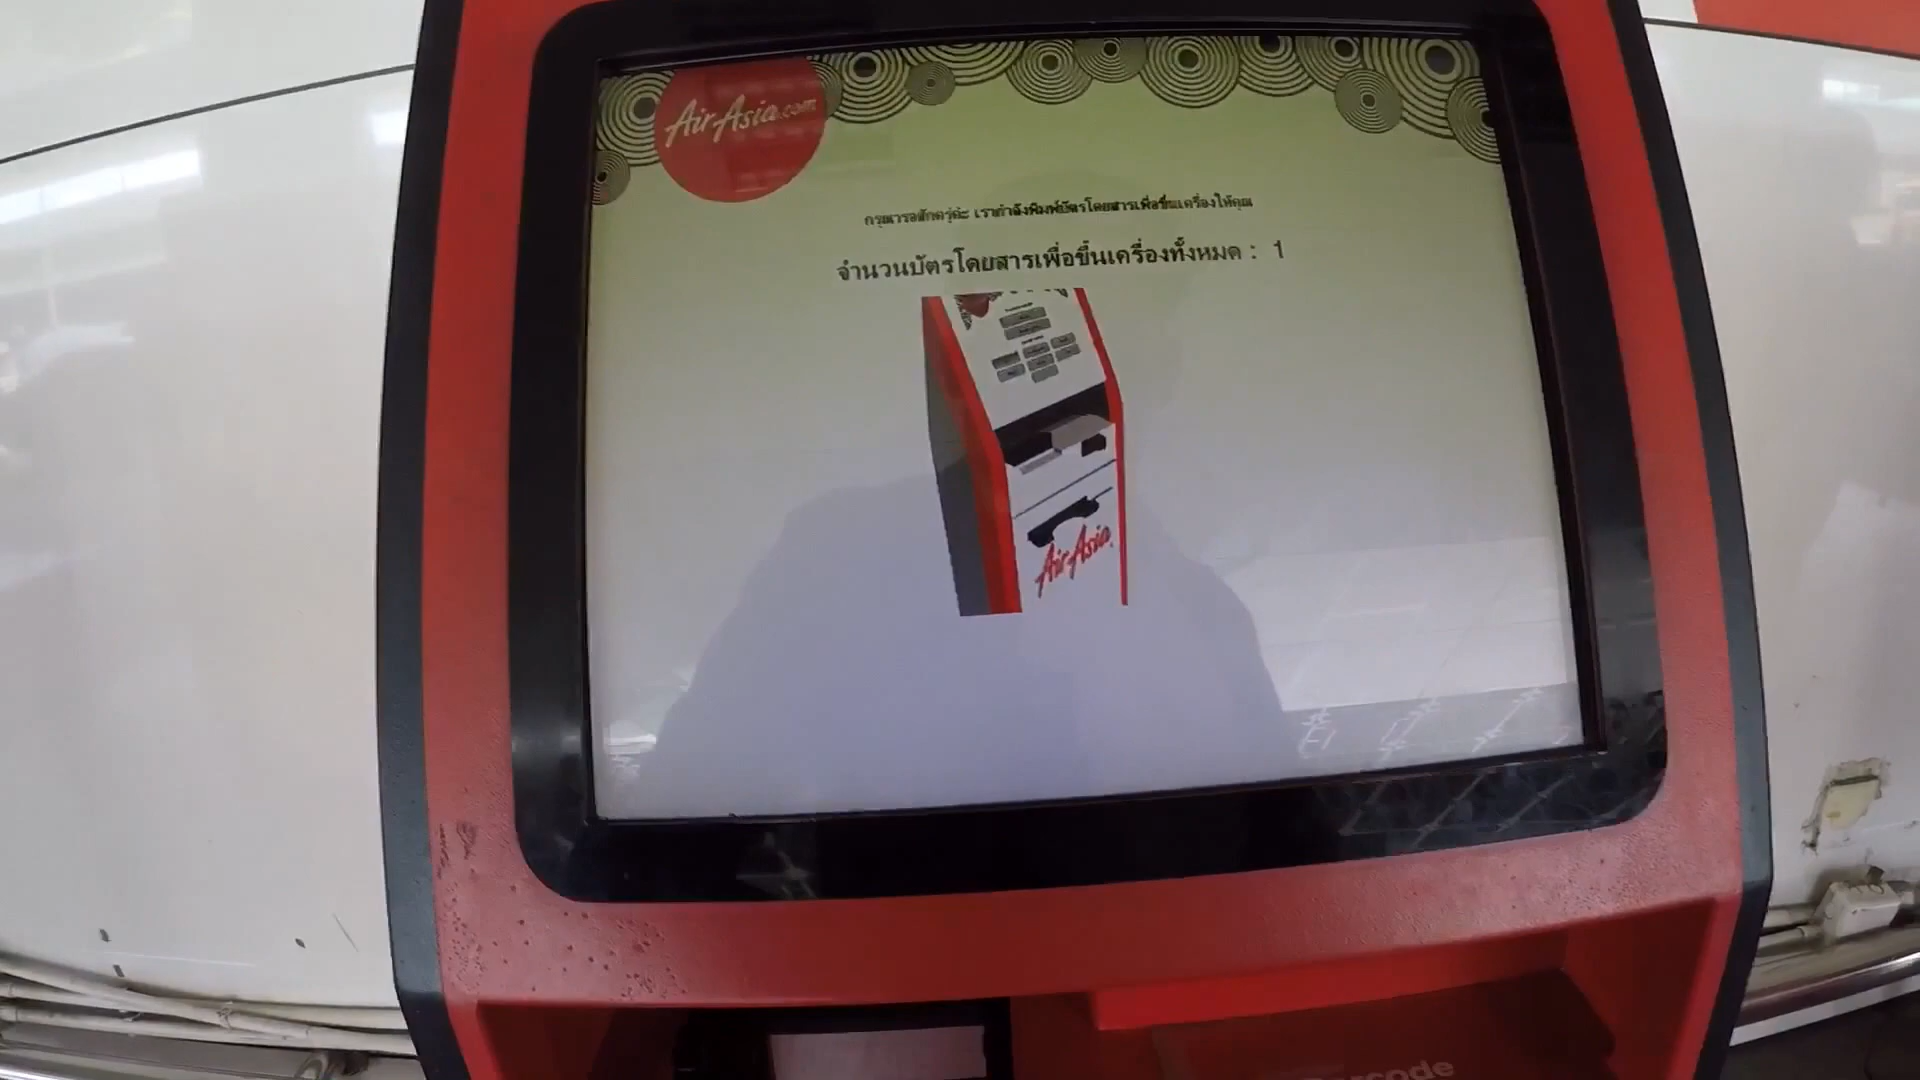 AirAsia.com
กรุณารอสักครู่ค่ะ เรากำลังพิมพ์บัตรโดยสารเพื่อขึ้นเครื่องให้คุณ
จำนวนบัตรโดยสารเพื่อขึ้นเครื่องทั้งหมด : 1
AirAsia